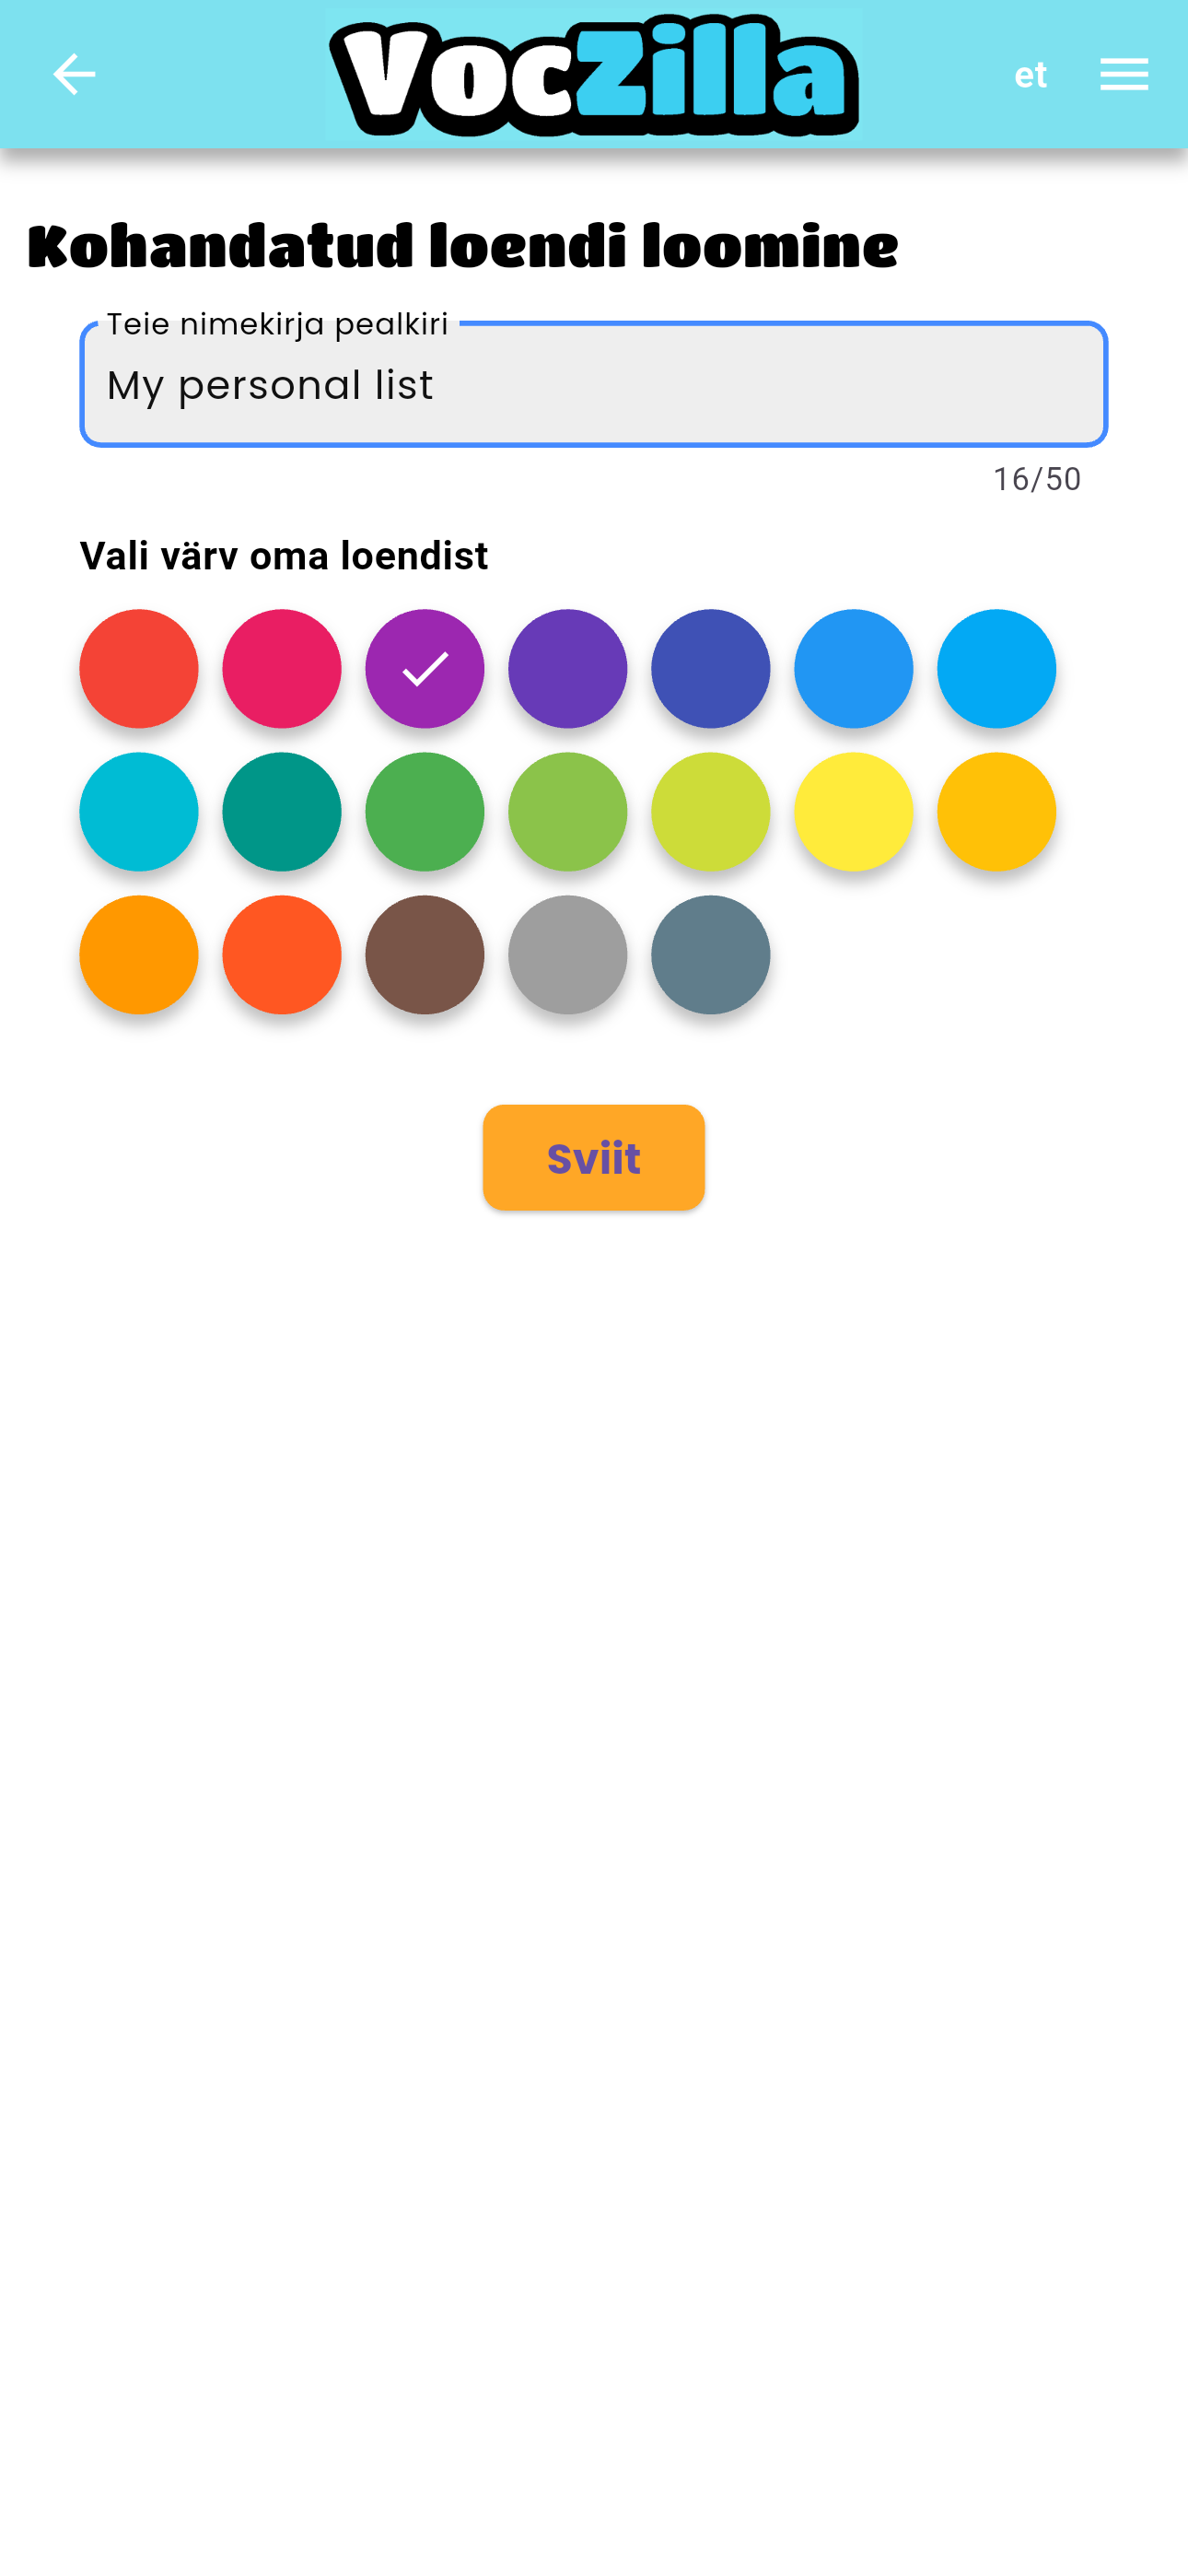 VocZilla
et
Kohandatud loendi loomine
Teie nimekirja pealkiri
My personal list
16/50
Vali värv oma loendist
Sviit